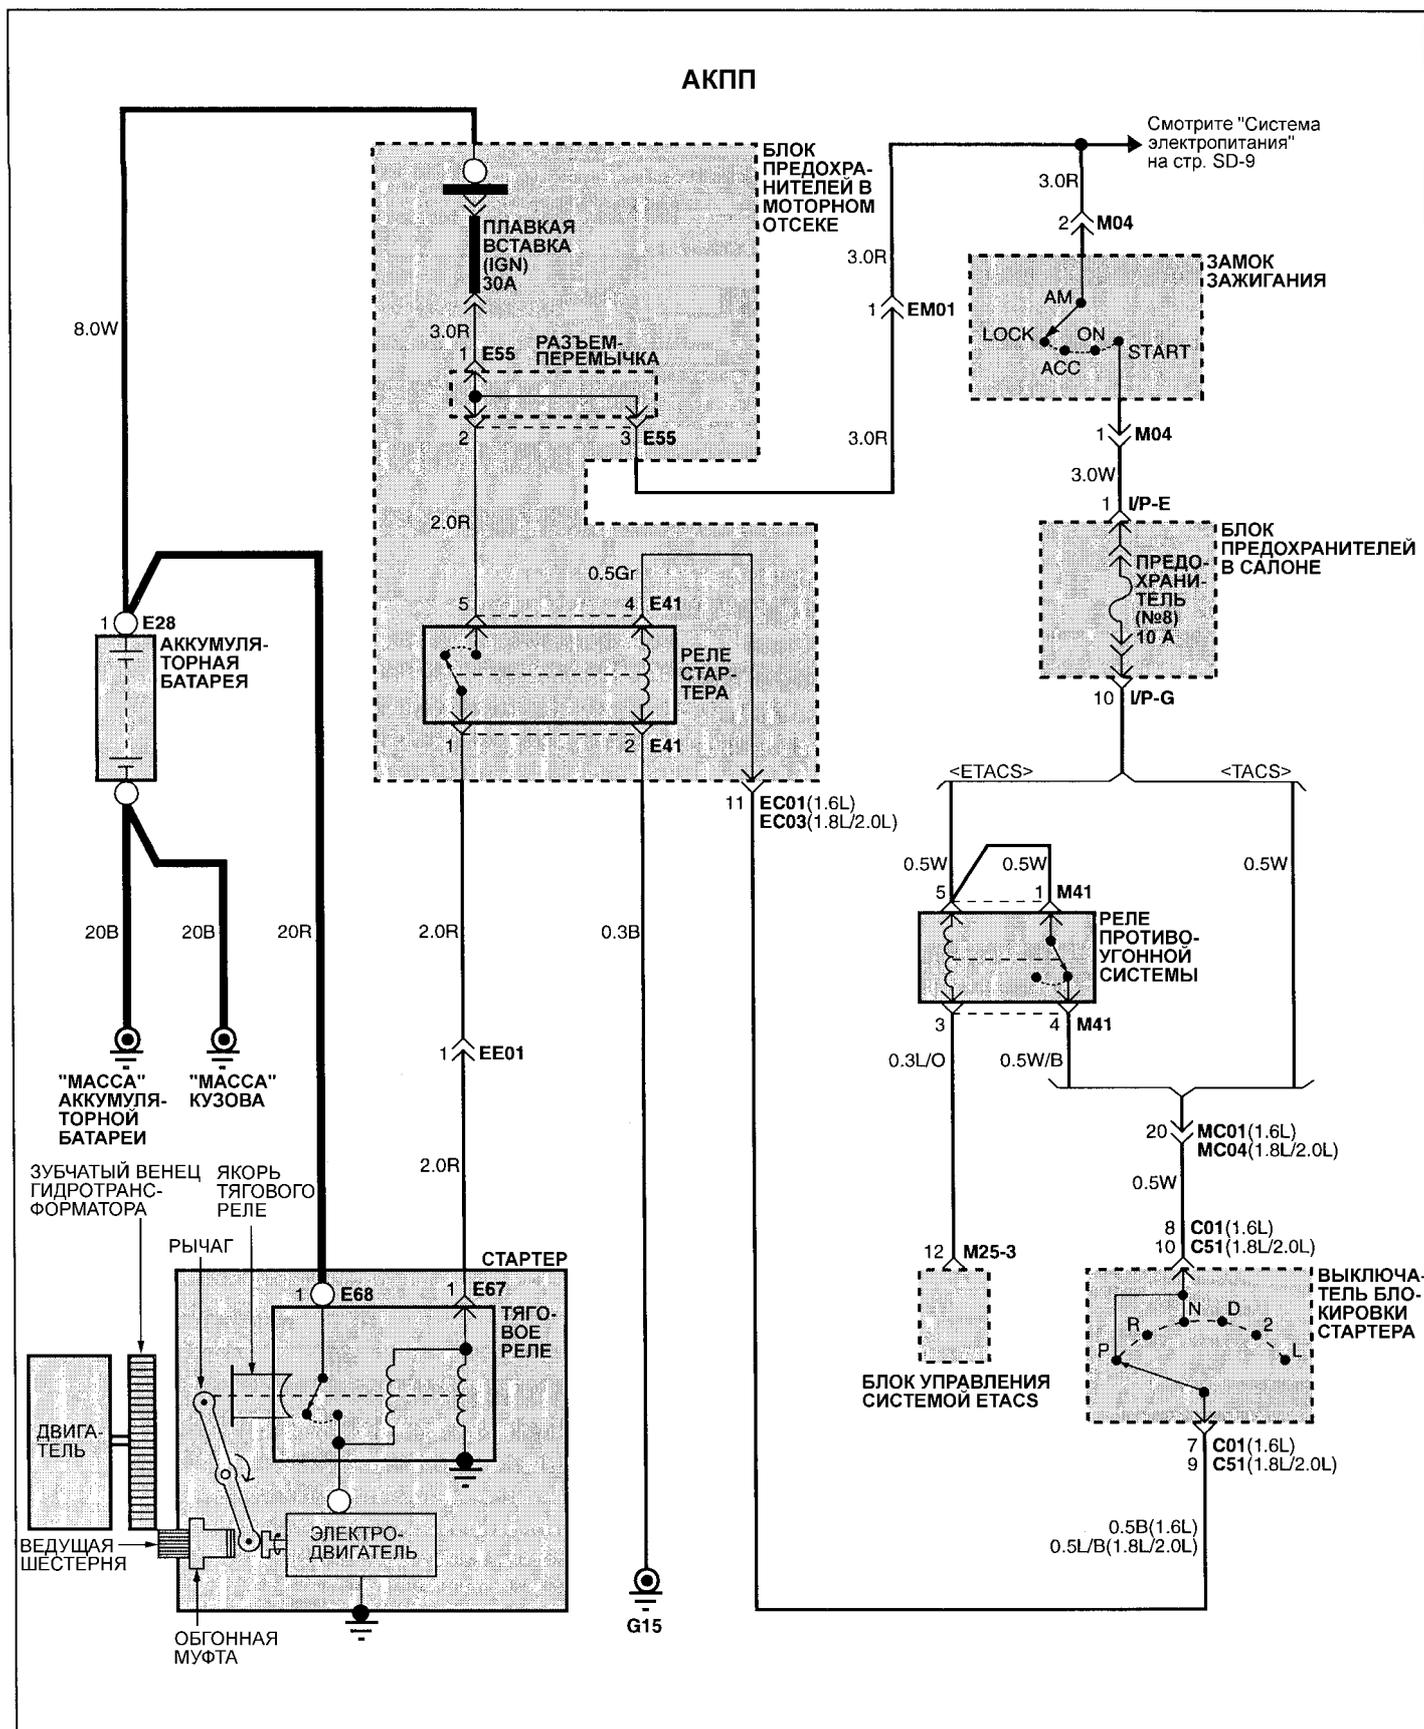 АКПП
Смотрите "Система
электропитания"
на стр. SD-9
БЛОК
ПРЕДОХРА-
НИТЕЛЕЙ В
МОТОРНОМ
ОТСЕКЕ
3.0R
2 M04
ПЛАВКАЯ
ВСТАВКА
(IGN)
30A
3.0R
ЗАМОК
ЗАЖИГАНИЯ
AM
LOCK ON START
ACC
1 EM01
8.0W
3.0R
1 E55
РАЗЪЕМ-
ПЕРЕМЫЧКА
2 3 E55
3.0R
1 M04
3.0W
1 I/P-E
2.0R
БЛОК
ПРЕДОХРАНИТЕЛЕЙ
В САЛОНЕ
ПРЕДО-
ХРАНИ-
ТЕЛЬ
(№8)
10 A
0.5Gr
5 4 E41
1 E28
АККУМУЛЯ-
ТОРНАЯ
БАТАРЕЯ
РЕЛЕ
СТАР-
ТЕРА
10 I/P-G
1 2 E41
<ETACS> <TACS>
11 EC01(1.6L)
EC03(1.8L/2.0L)
0.5W 0.5W 0.5W
5 1 M41
РЕЛЕ
ПРОТИВО-
УГОННОЙ
СИСТЕМЫ
20B 20B 20R 2.0R 0.3B
3 4 M41
0.3L/O 0.5W/B
1 EE01
"МАССА"
АККУМУЛЯ-
ТОРНОЙ
БАТАРЕИ
"МАССА"
КУЗОВА
20 MC01(1.6L)
MC04(1.8L/2.0L)
2.0R
0.5W
ЗУБЧАТЫЙ ВЕНЕЦ
ГИДРОТРАНС-
ФОРМАТОРА
ЯКОРЬ
ТЯГОВОГО
РЕЛЕ
РЫЧАГ
8 C01(1.6L)
10 C51(1.8L/2.0L)
12 M25-3
СТАРТЕР
1 E68 1 E67
ТЯГО-
ВОЕ
РЕЛЕ
ВЫКЛЮЧА-
ТЕЛЬ БЛО-
КИРОВКИ
СТАРТЕРА
P R N D 2 L
БЛОК УПРАВЛЕНИЯ
СИСТЕМОЙ ETACS
ДВИГА-
ТЕЛЬ
7 C01(1.6L)
9 C51(1.8L/2.0L)
0.5B(1.6L)
0.5L/B(1.8L/2.0L)
ЭЛЕКТРО-
ДВИГАТЕЛЬ
ВЕДУЩАЯ
ШЕСТЕРНЯ
G15
ОБГОННАЯ
МУФТА